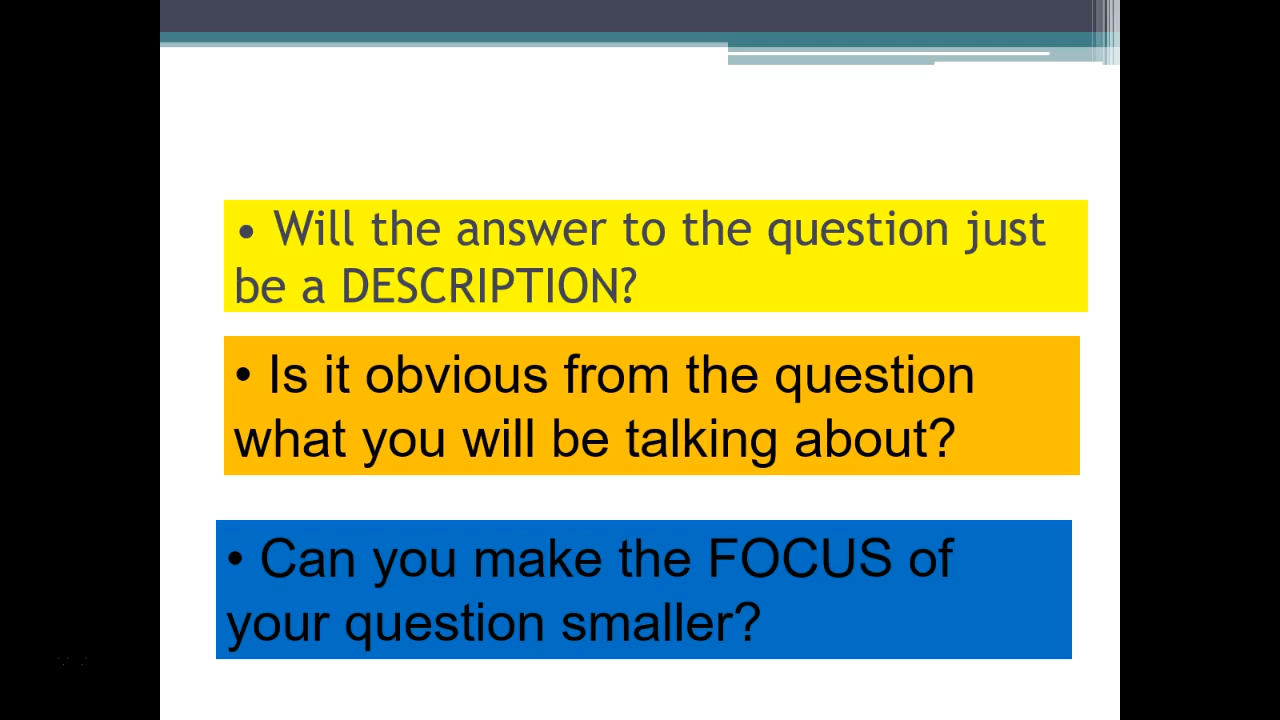 • Will the answer to the question just
be a DESCRIPTION?
• Is it obvious from the question
what you will be talking about?
• Can you make the FOCUS of
your question smaller?